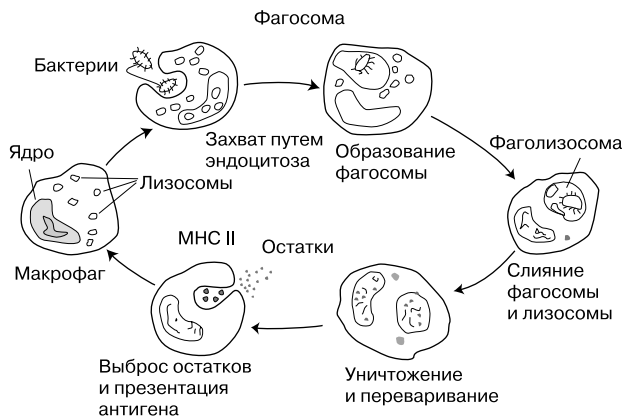 Фагосома
Бактерии
Захват путем
эндоцитоза
Образование
фагосомы
Ядро
Лизосомы
Макрофаг
Фаголизосома
Слияние
фагосомы
и лизосомы
МНС II
Остатки
Выброс остатков
и презентация
антигена
Уничтожение
и переваривание